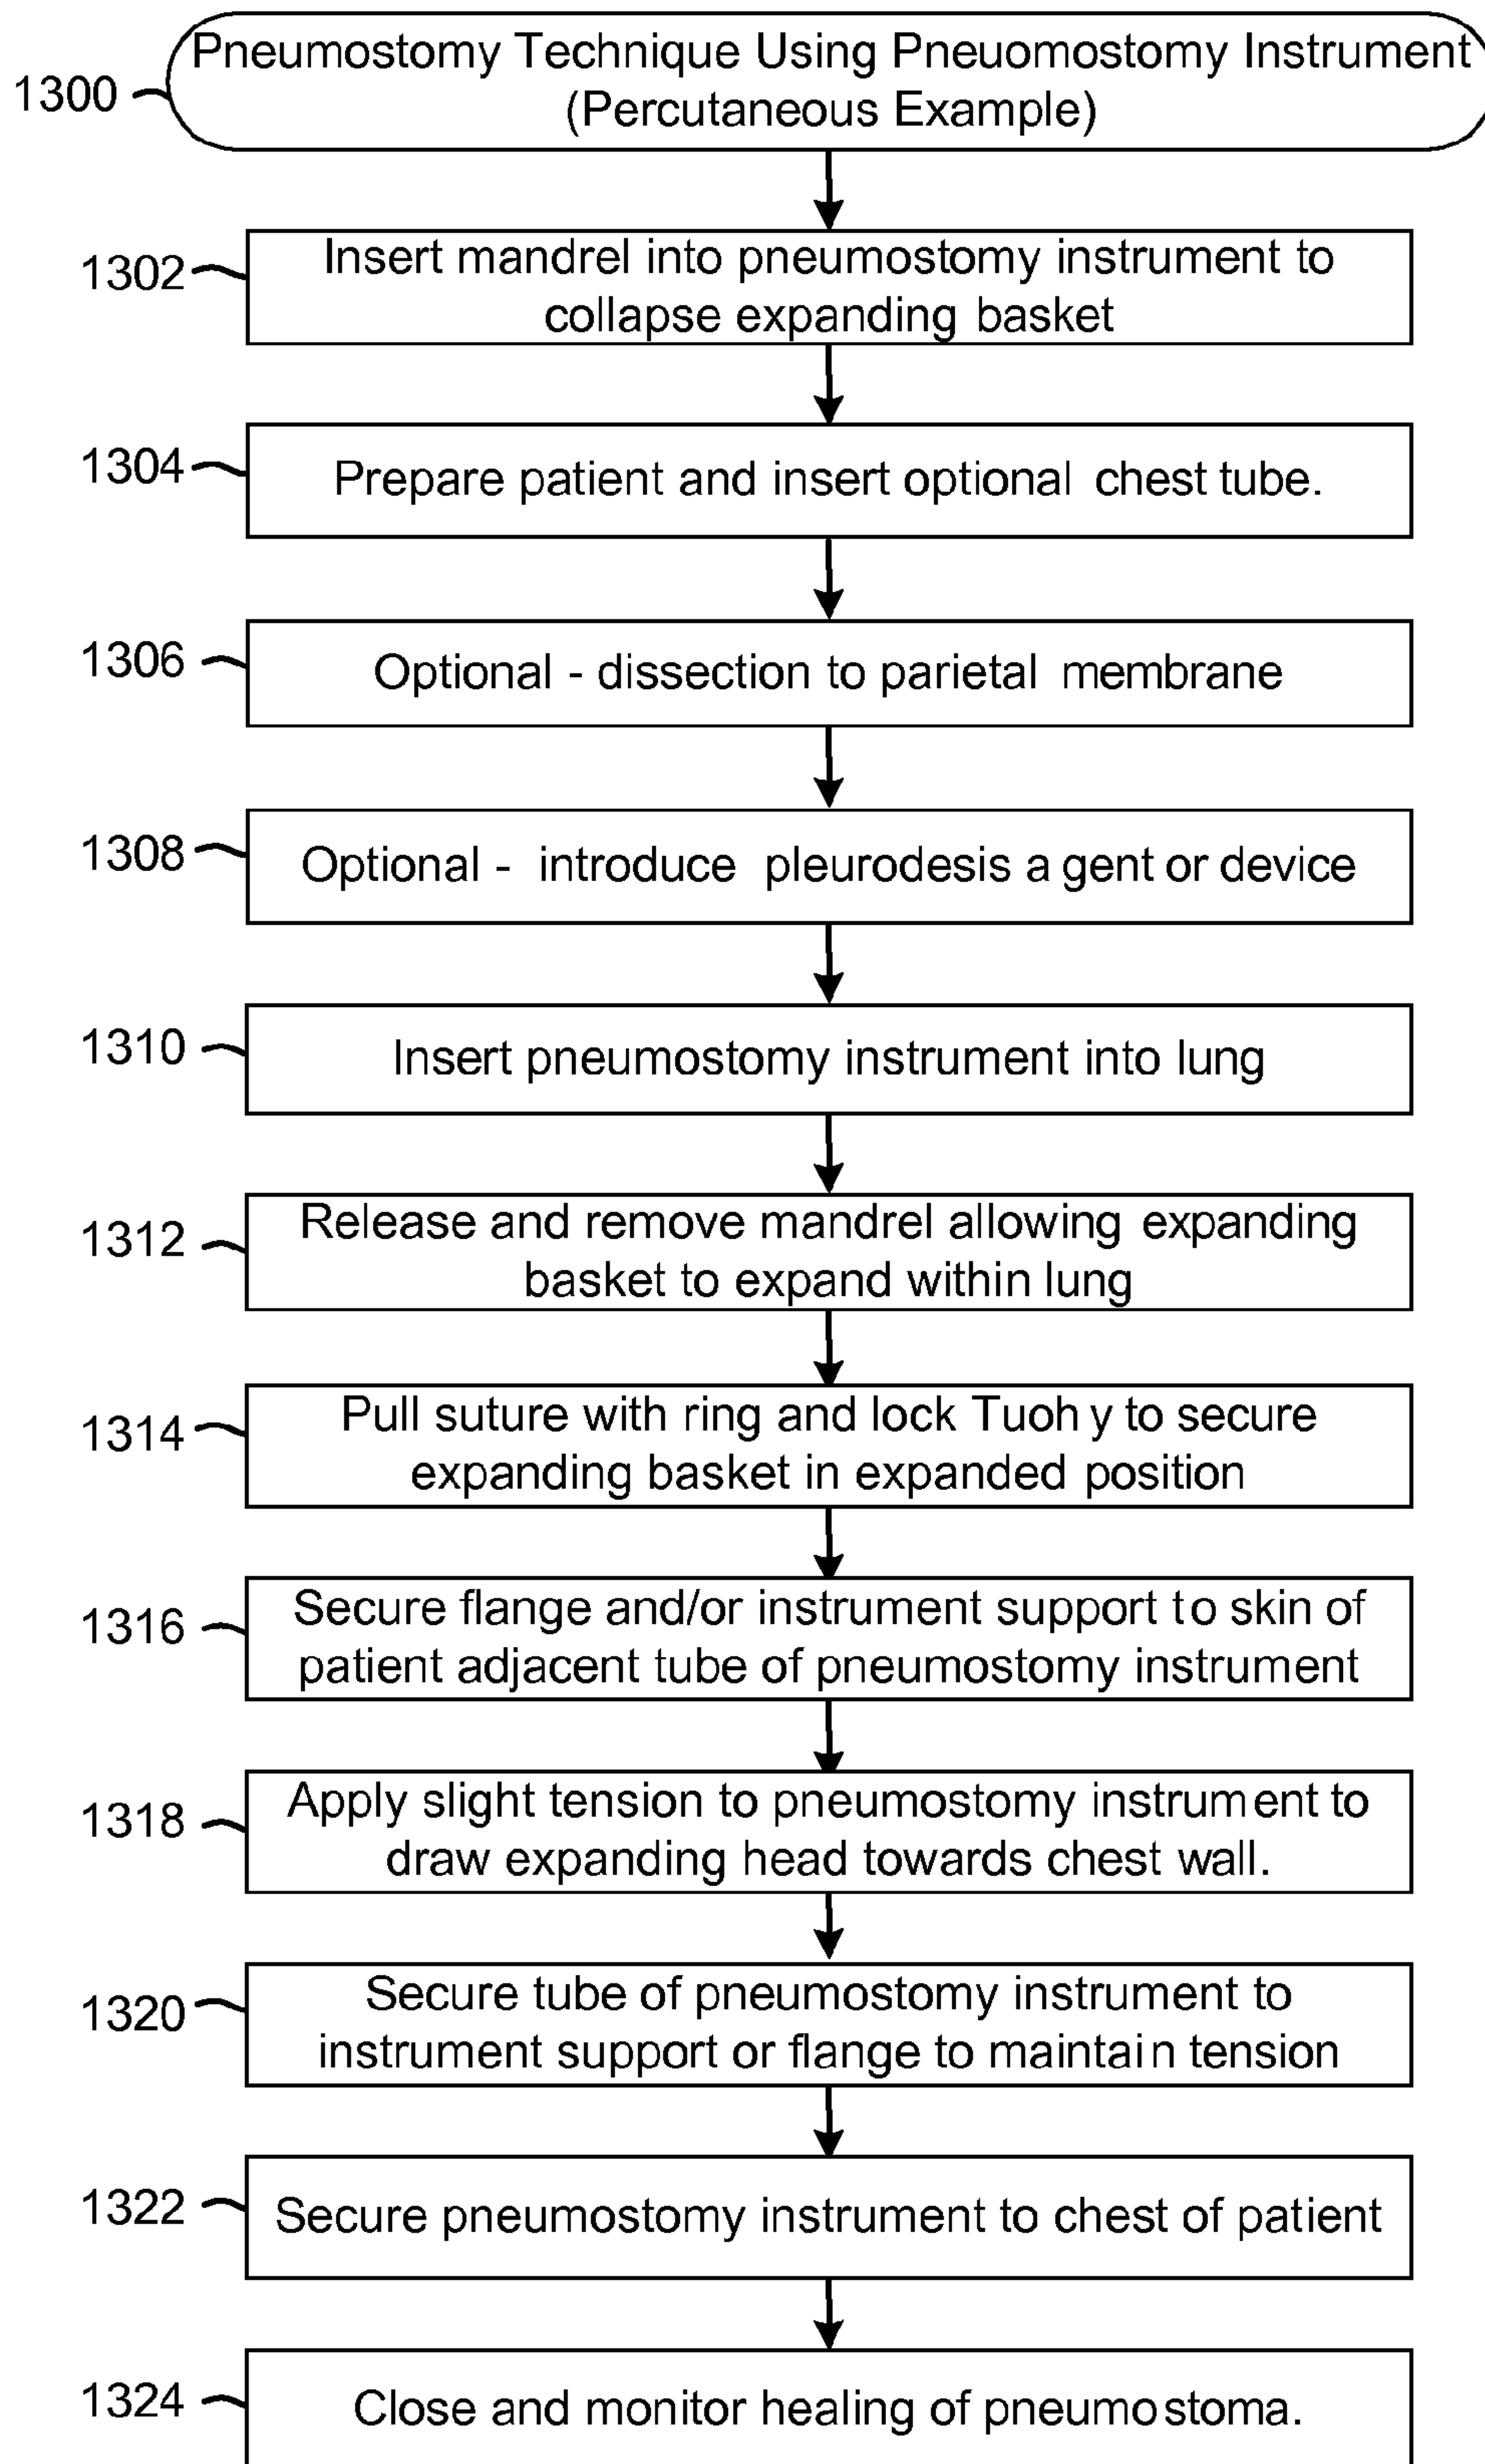 Pneumostomy Technique Using Pneuomostomy Instrument
1300
(Percutaneous Example)
1302
Insert mandrel into pneumostomy instrument to
collapse expanding basket
1304
Prepare patient and insert optional chest tube.
1306
Optional - dissection to parietal membrane
1308
Optional - introduce pleurodesis a gent or device
1310
Insert pneumostomy instrument into lung
1312
Release and remove mandrel allowing expanding
basket to expand within lung
1314
Pull suture with ring and lock Tuoh y to secure
expanding basket in expanded position
1316
Secure flange and/or instrument support to skin of
patient adjacent tube of pneumostomy instrument
1318
Apply slight tension to pneumostomy instrument to
draw expanding head towards chest wall.
1320
Secure tube of pneumostomy instrument to
instrument support or flange to maintain tension
1322
Secure pneumostomy instrument to chest of patient
1324
Close and monitor healing of pneumostoma.